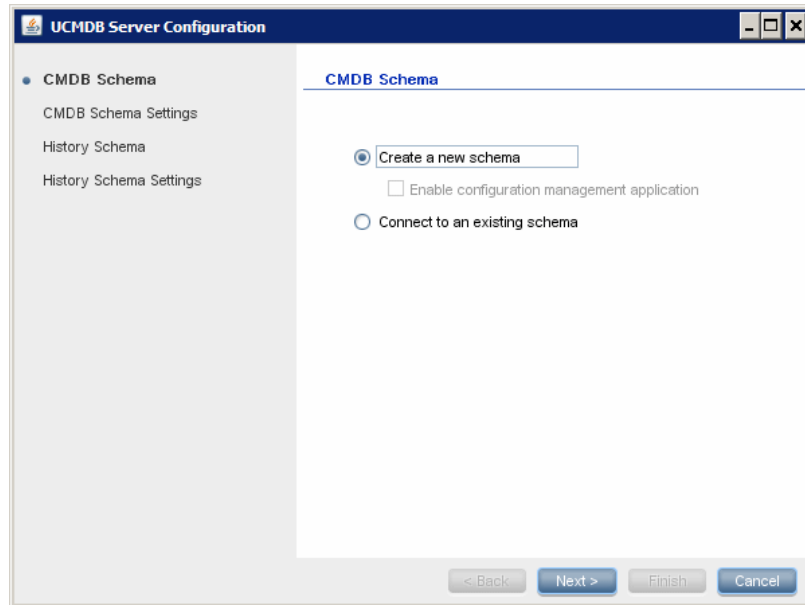 UCMDB Server Configuration
CMDB Schema
CMDB Schema Settings
History Schema
History Schema Settings
CMDB Schema
Create a new schema
Enable configuration management application
Connect to an existing schema
< Back
Next >
Finish
Cancel